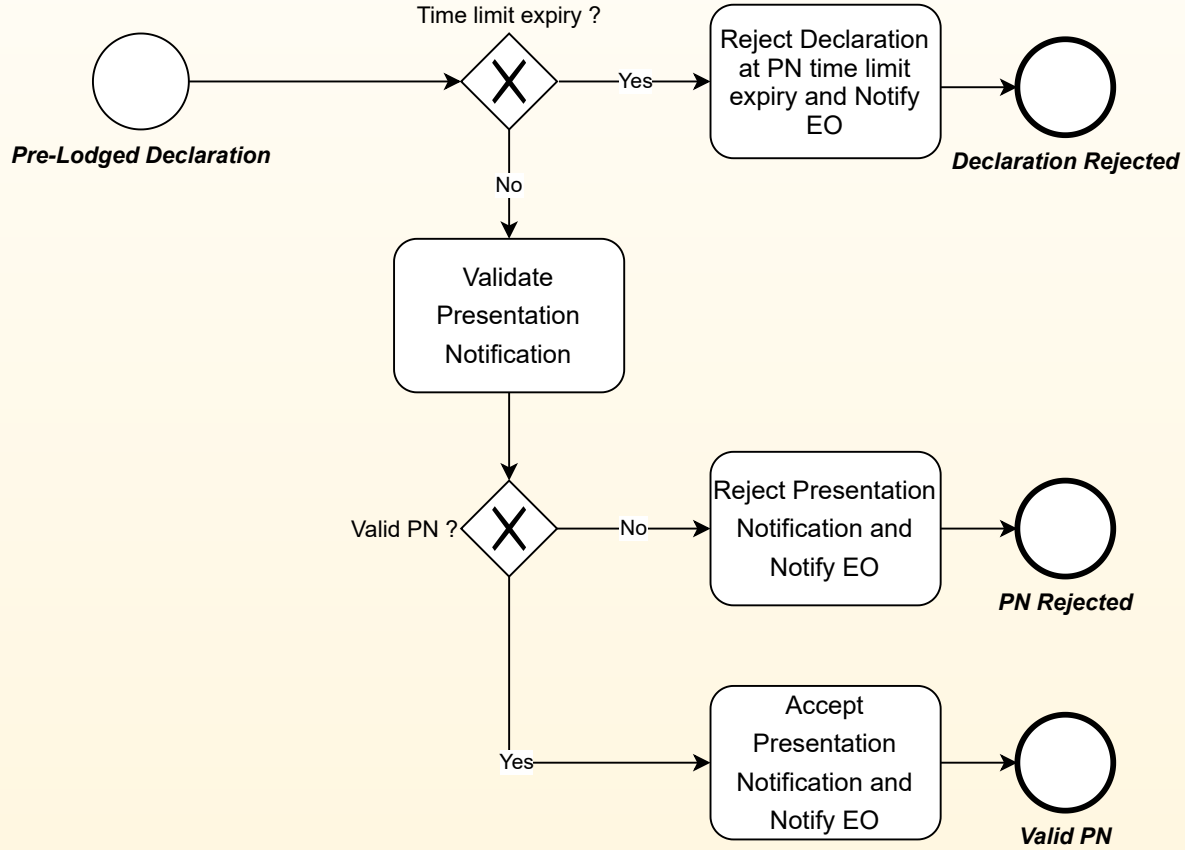 Time limit expiry ?
Pre-Lodged Declaration
Yes
Reject Declaration
at PN time limit
expiry and Notify
EO
Declaration Rejected
No
Validate
Presentation
Notification
Valid PN ?
No
Reject Presentation
Notification and
Notify EO
PN Rejected
Yes
Accept
Presentation
Notification and
Notify EO
Valid PN